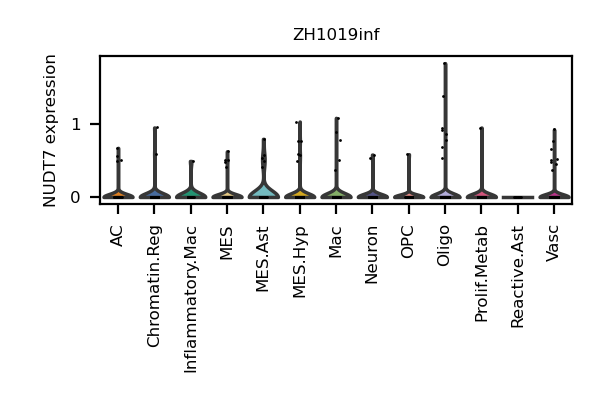 ZH1019inf
NUDT7 expression
1
0
AC
Chromatin.Reg
Inflammatory.Mac
MES
MES.Ast
MES.Hyp
Mac
Neuron
OPC
Oligo
Prolif.Metab
Reactive.Ast
Vasc